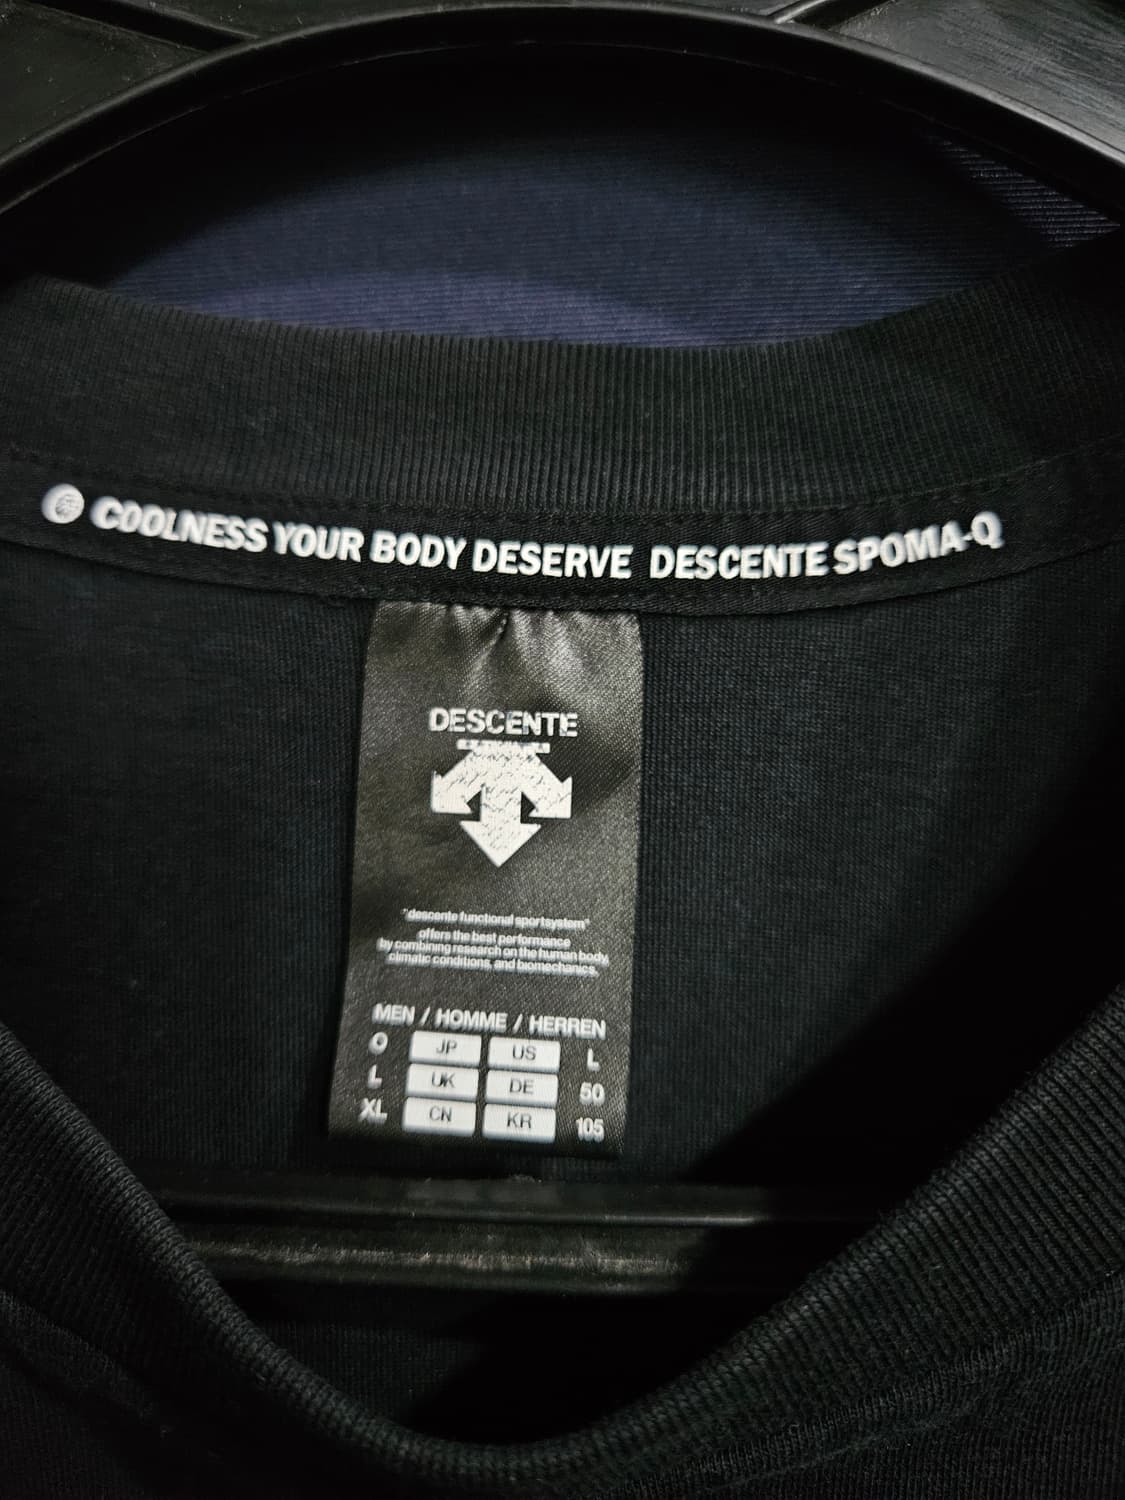 COOLNESS YOUR BODY DESERVE DESCENTE SPOMA-Q
DESCENTE
"descente functional sportsystem"
offers the best performance
by combining research on the human body,
climatic conditions, and biomechanics.
MEN / HOMME / HERREN
O JP US L
L UK DE 50
XL CN KR 105